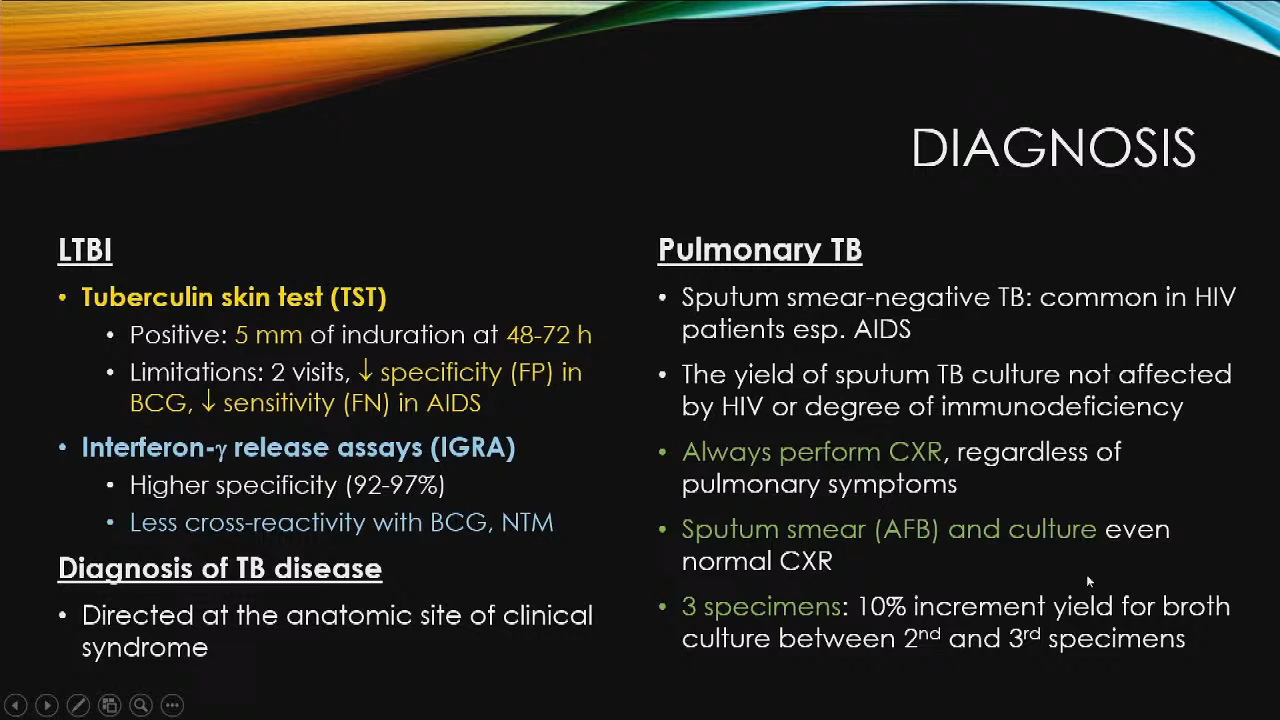 DIAGNOSIS
LTBI
• Tuberculin skin test (TST)
• Positive: 5 mm of induration at 48-72 h
• Limitations: 2 visits, ↓ specificity (FP) in
BCG, ↓ sensitivity (FN) in AIDS
• Interferon-γ release assays (IGRA)
• Higher specificity (92-97%)
• Less cross-reactivity with BCG, NTM
Diagnosis of TB disease
• Directed at the anatomic site of clinical
syndrome
Pulmonary TB
• Sputum smear-negative TB: common in HIV
patients esp. AIDS
• The yield of sputum TB culture not affected
by HIV or degree of immunodeficiency
• Always perform CXR, regardless of
pulmonary symptoms
• Sputum smear (AFB) and culture even
normal CXR
• 3 specimens: 10% increment yield for broth
culture between 2nd and 3rd specimens